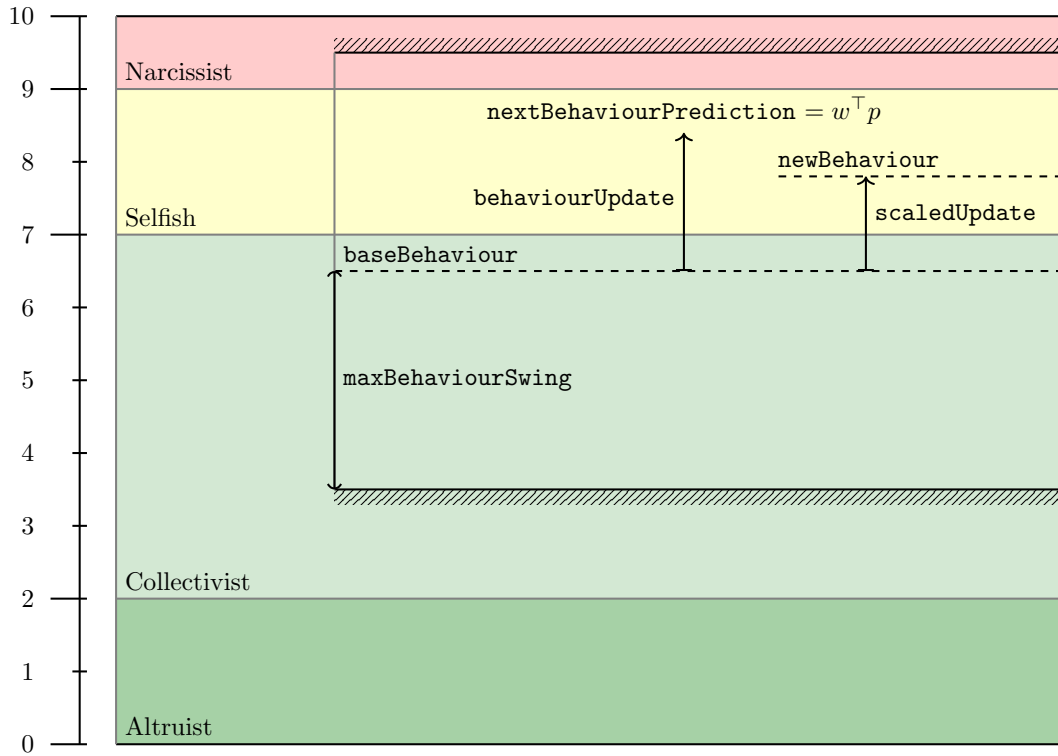 10
Narcissist
9
nextBehaviourPrediction = w⊤p
8
newBehaviour
behaviourUpdate
scaledUpdate
Selfish
7
baseBehaviour
6
maxBehaviourSwing
5
4
3
Collectivist
2
1
Altruist
0